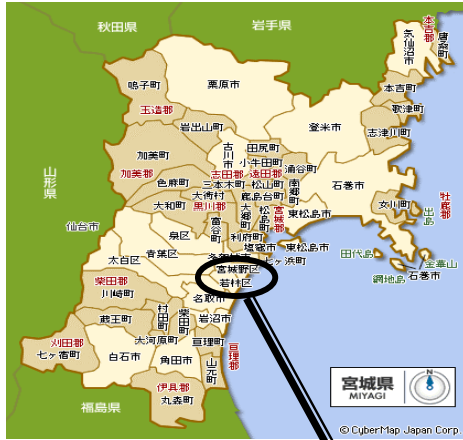 秋田県
岩手県
本吉郡
唐桑町
気仙沼市
鳴子町
栗原市
本吉町
歌津町
玉造郡
岩出山町
登米市
志津川町
加美町
古川市
田尻町
小牛田町
涌谷町
加美郡
志田郡
遠田郡
山形県
色麻町
三本木町
松山町
南郷町
石巻市
大衡村
鹿島台町
女川町
牡鹿郡
大和町
黒川郡
大郷町
松島町
宮城郡
東松島市
出島
仙台市
泉区
富谷町
利府町
塩竈市
東松島市
田代島
金華山
青葉区
多賀城市
七ヶ浜町
網地島
石巻市
太白区
宮城野区
若林区
柴田郡
川崎町
名取市
蔵王町
村田町
柴田町
岩沼市
刈田郡
大河原町
亘理町
亘理郡
七ヶ宿町
白石市
角田市
山元町
伊具郡
丸森町
福島県
宮城県
MIYAGI
© CyberMap Japan Corp.